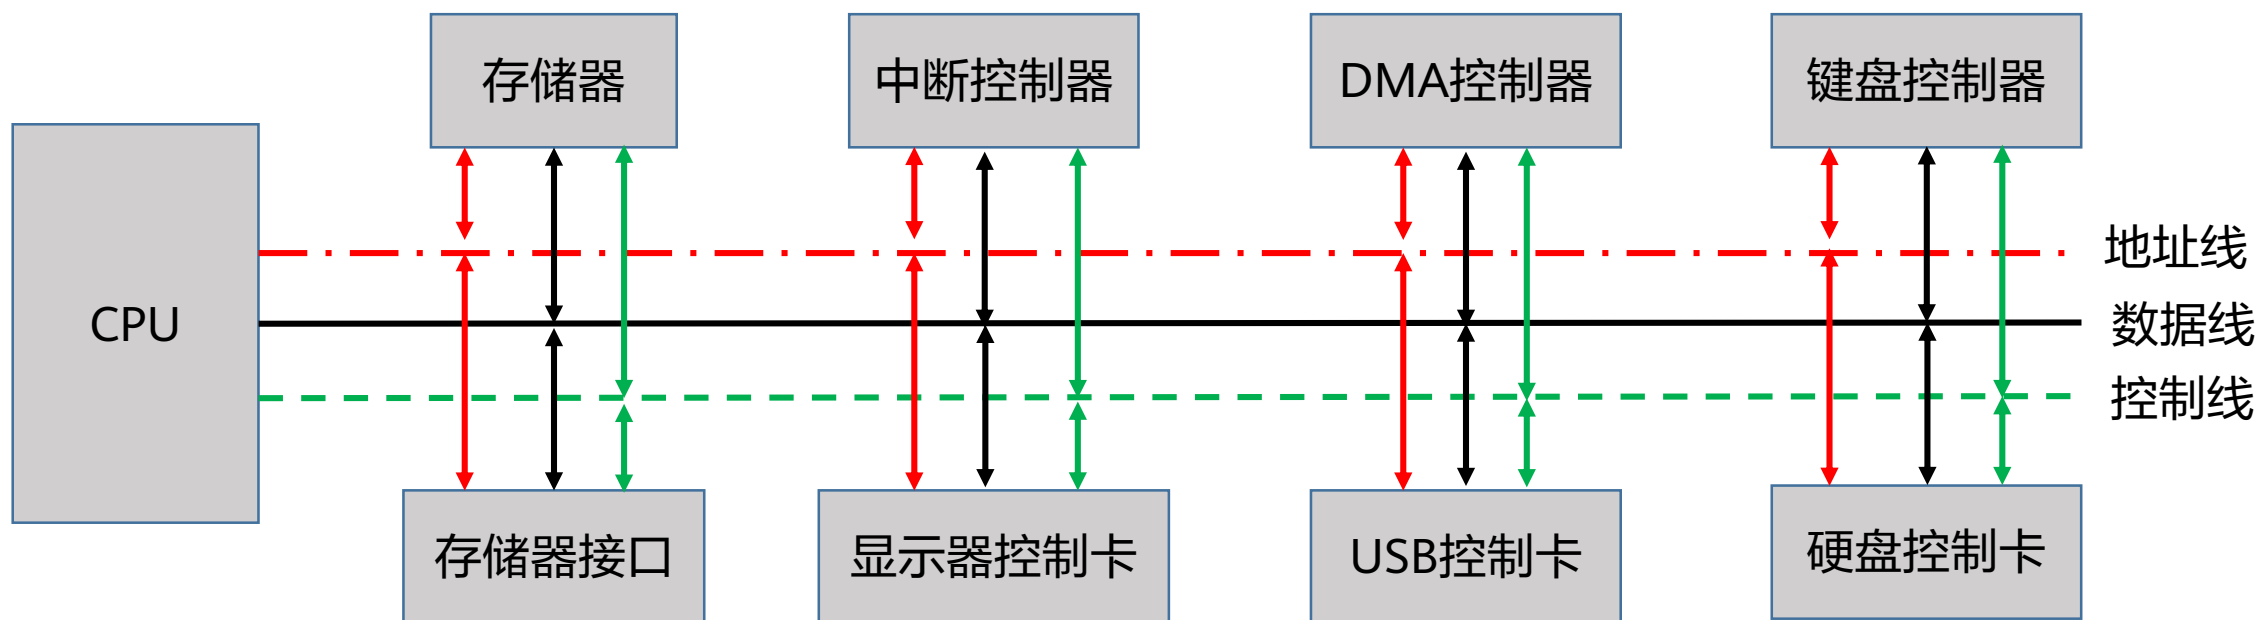 存储器
中断控制器
DMA控制器
键盘控制器
CPU
地址线
数据线
控制线
存储器接口
显示器控制卡
USB控制卡
硬盘控制卡